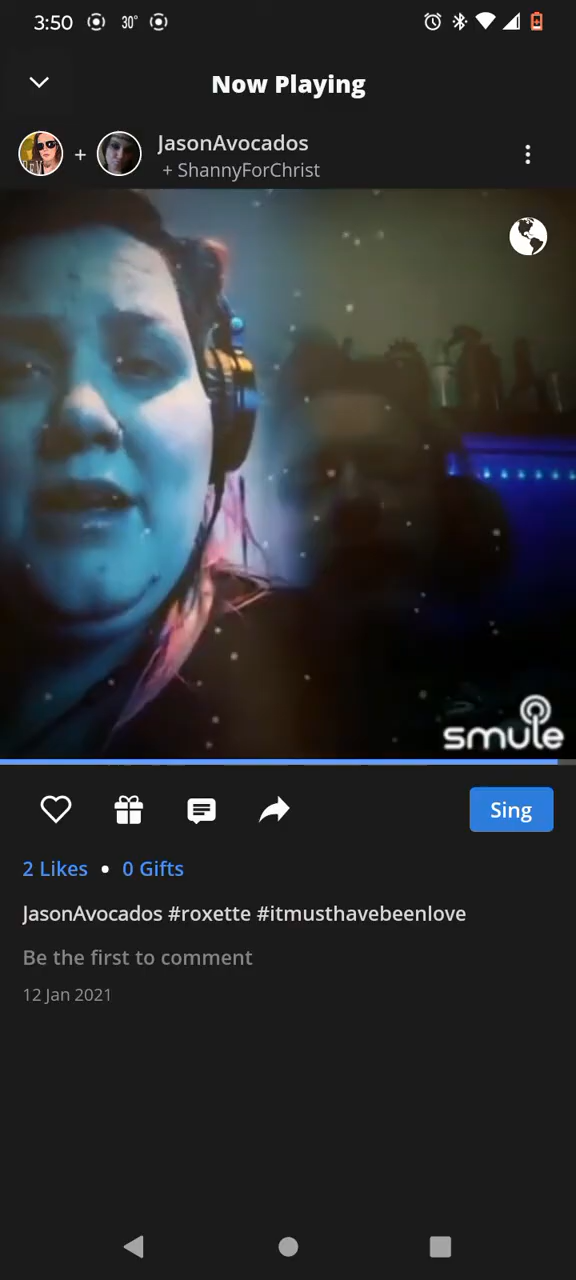 3:50
30°
Now Playing
JasonAvocados
+ ShannyForChrist
smule
Sing
2 Likes • 0 Gifts
JasonAvocados #roxette #itmusthavebeenlove
Be the first to comment
12 Jan 2021